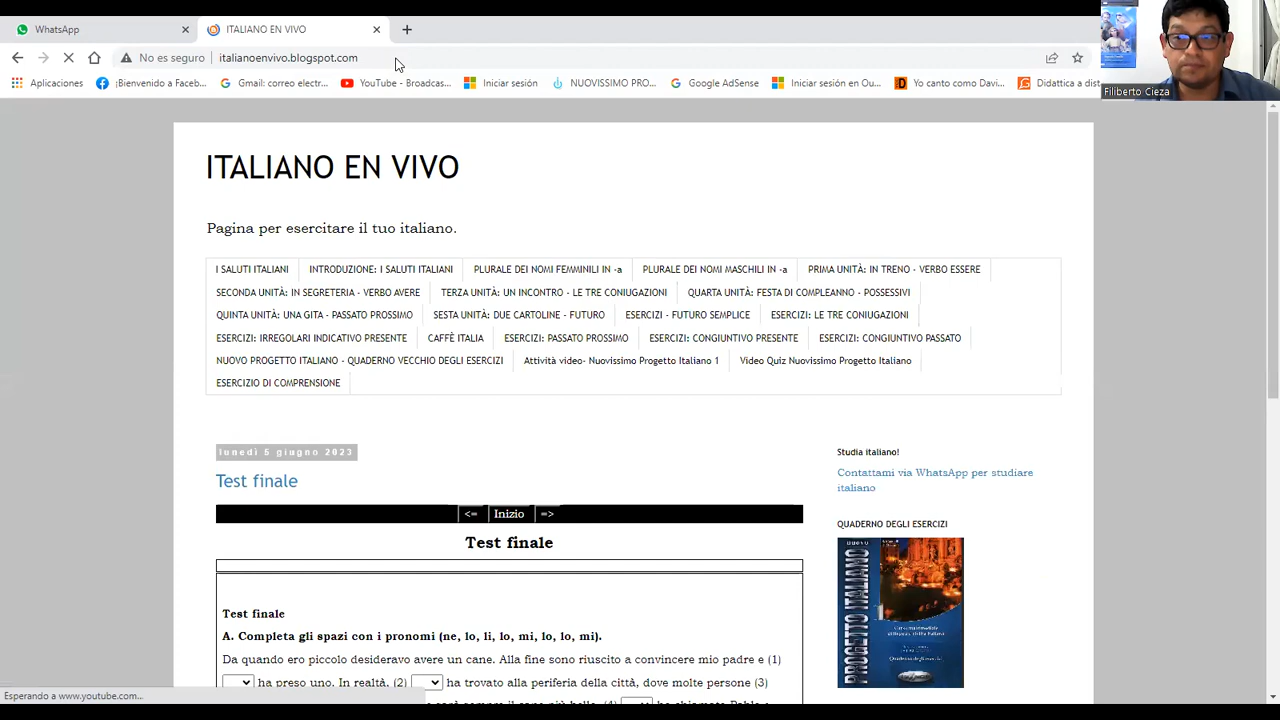 WhatsApp
ITALIANO EN VIVO
No es seguro
italianoenvivo.blogspot.com
Aplicaciones
¡Bienvenido a Faceb...
Gmail: correo electr...
YouTube - Broadcas...
Iniciar sesión
NUOVISSIMO PRO...
Google AdSense
Iniciar sesión en Ou...
Yo canto como Davi...
Didattica a dist
Filiberto Cieza
ITALIANO EN VIVO
Pagina per esercitare il tuo italiano.
I SALUTI ITALIANI
INTRODUZIONE: I SALUTI ITALIANI
PLURALE DEI NOMI FEMMINILI IN -a
PLURALE DEI NOMI MASCHILI IN -a
PRIMA UNITÀ: IN TRENO - VERBO ESSERE
SECONDA UNITÀ: IN SEGRETERIA - VERBO AVERE
TERZA UNITÀ: UN INCONTRO - LE TRE CONIUGAZIONI
QUARTA UNITÀ: FESTA DI COMPLEANNO - POSSESSIVI
QUINTA UNITÀ: UNA GITA - PASSATO PROSSIMO
SESTA UNITÀ: DUE CARTOLINE - FUTURO
ESERCIZI - FUTURO SEMPLICE
ESERCIZI: LE TRE CONIUGAZIONI
ESERCIZI: IRREGOLARI INDICATIVO PRESENTE
CAFFÈ ITALIA
ESERCIZI: PASSATO PROSSIMO
ESERCIZI: CONGIUNTIVO PRESENTE
ESERCIZI: CONGIUNTIVO PASSATO
NUOVO PROGETTO ITALIANO - QUADERNO VECCHIO DEGLI ESERCIZI
Attività video- Nuovissimo Progetto Italiano 1
Video Quiz Nuovissimo Progetto Italiano
ESERCIZIO DI COMPRENSIONE
lunedì 5 giugno 2023
Test finale
<= Inizio =>
Test finale
Test finale
A. Completa gli spazi con i pronomi (ne, lo, li, lo, mi, lo, lo, mi).
Da quando ero piccolo desideravo avere un cane. Alla fine sono riuscito a convincere mio padre e (1)
ha preso uno. In realtà, (2) ha trovato alla periferia della città, dove molte persone (3)
Studia italiano!
Contattami via WhatsApp per studiare
italiano
QUADERNO DEGLI ESERCIZI
NUOVO
PROGETTO ITALIANO
Esperando a www.youtube.com...